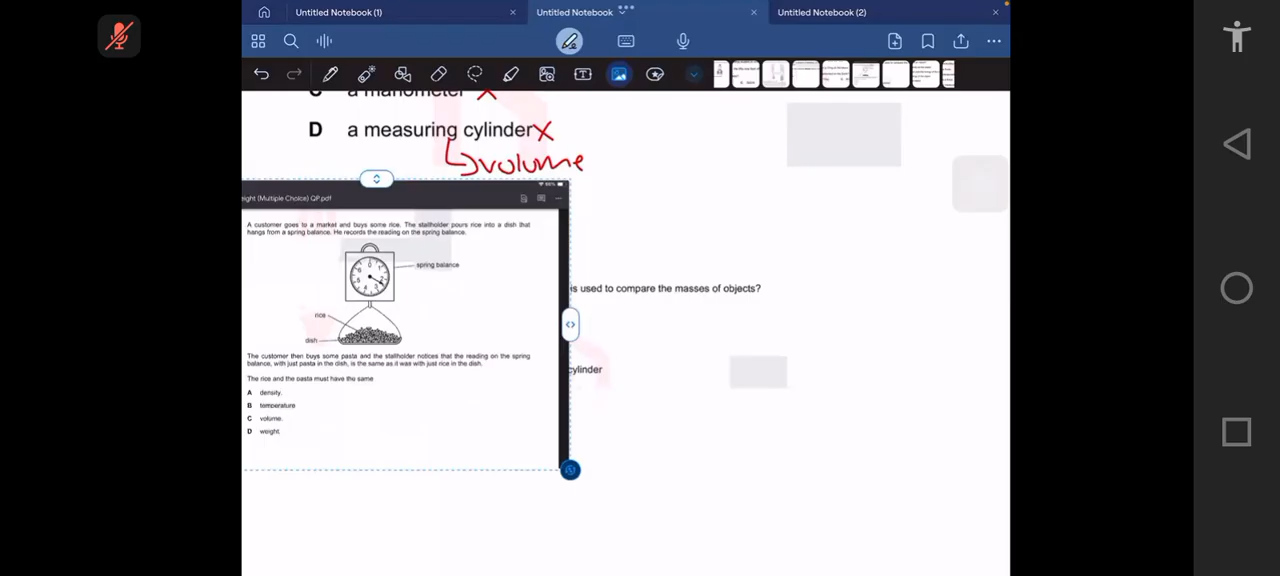 Untitled Notebook (1)
Untitled Notebook
Untitled Notebook (2)
C a manometer x
D a measuring cylinder x
volume
eight (Multiple Choice) QP.pdf
A customer goes to a market and buys some rice. The stallholder pours rice into a dish that
hangs from a spring balance. He records the reading on the spring balance.
spring balance
rice
dish
The customer then buys some pasta and the stallholder notices that the reading on the spring
balance, with just pasta in the dish, is the same as it was with just rice in the dish.
The rice and the pasta must have the same
A density.
B temperature
C volume.
D weight.
is used to compare the masses of objects?
cylinder